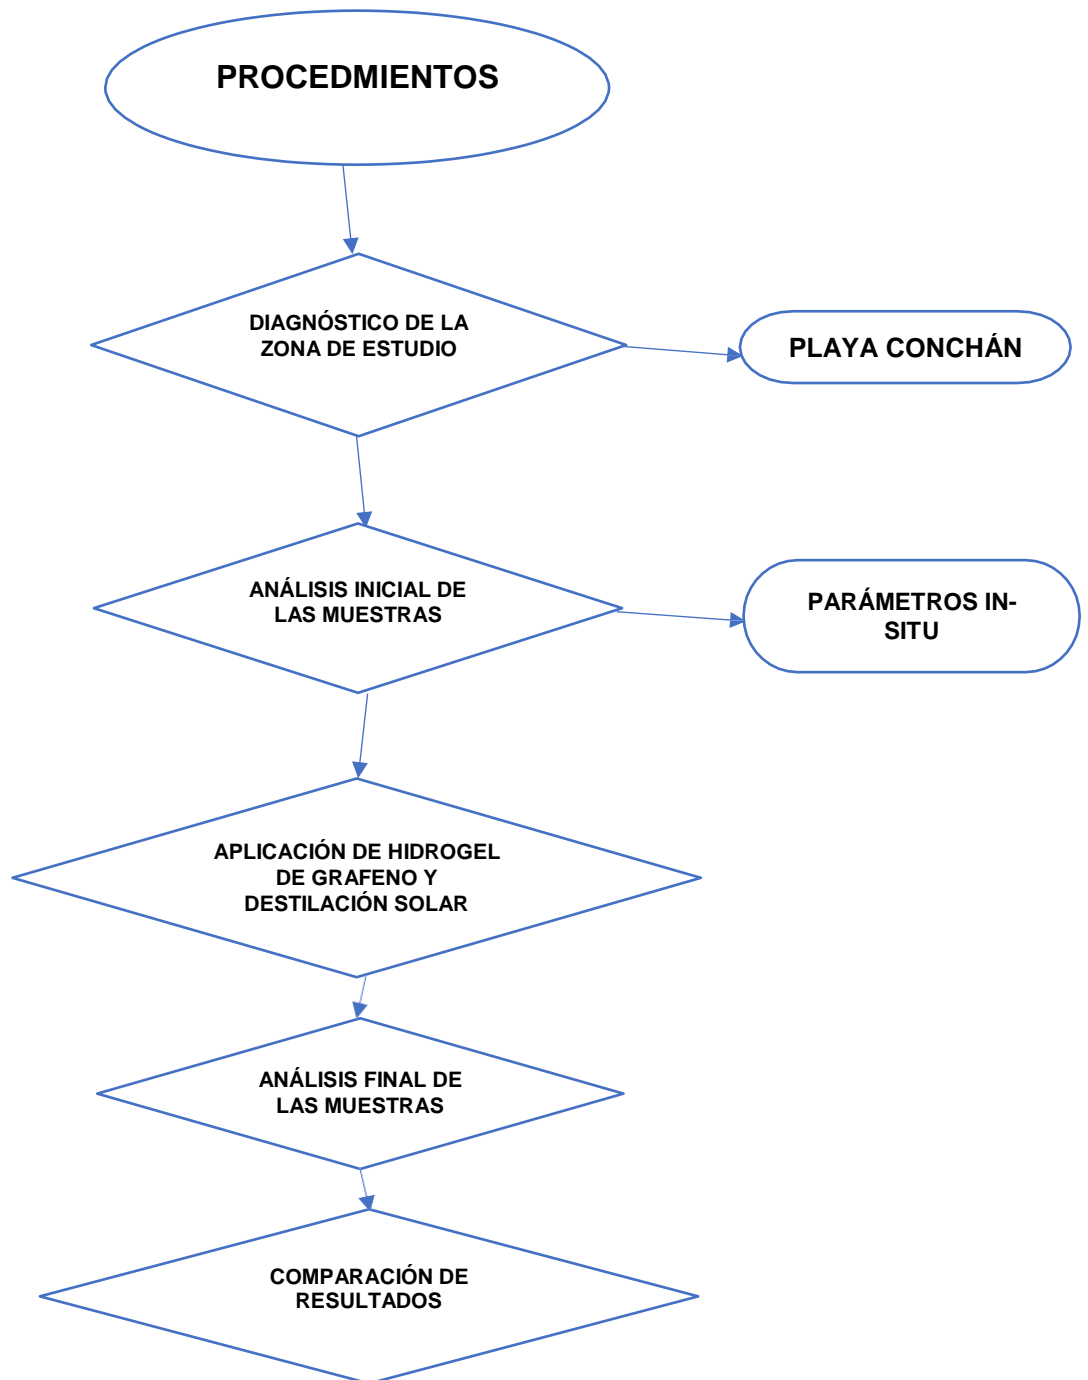 PROCEDMIENTOS
DIAGNÓSTICO DE LA
ZONA DE ESTUDIO
PLAYA CONCHÁN
ANÁLISIS INICIAL DE
LAS MUESTRAS
PARÁMETROS IN-
SITU
APLICACIÓN DE HIDROGEL
DE GRAFENO Y
DESTILACIÓN SOLAR
ANÁLISIS FINAL DE
LAS MUESTRAS
COMPARACIÓN DE
RESULTADOS